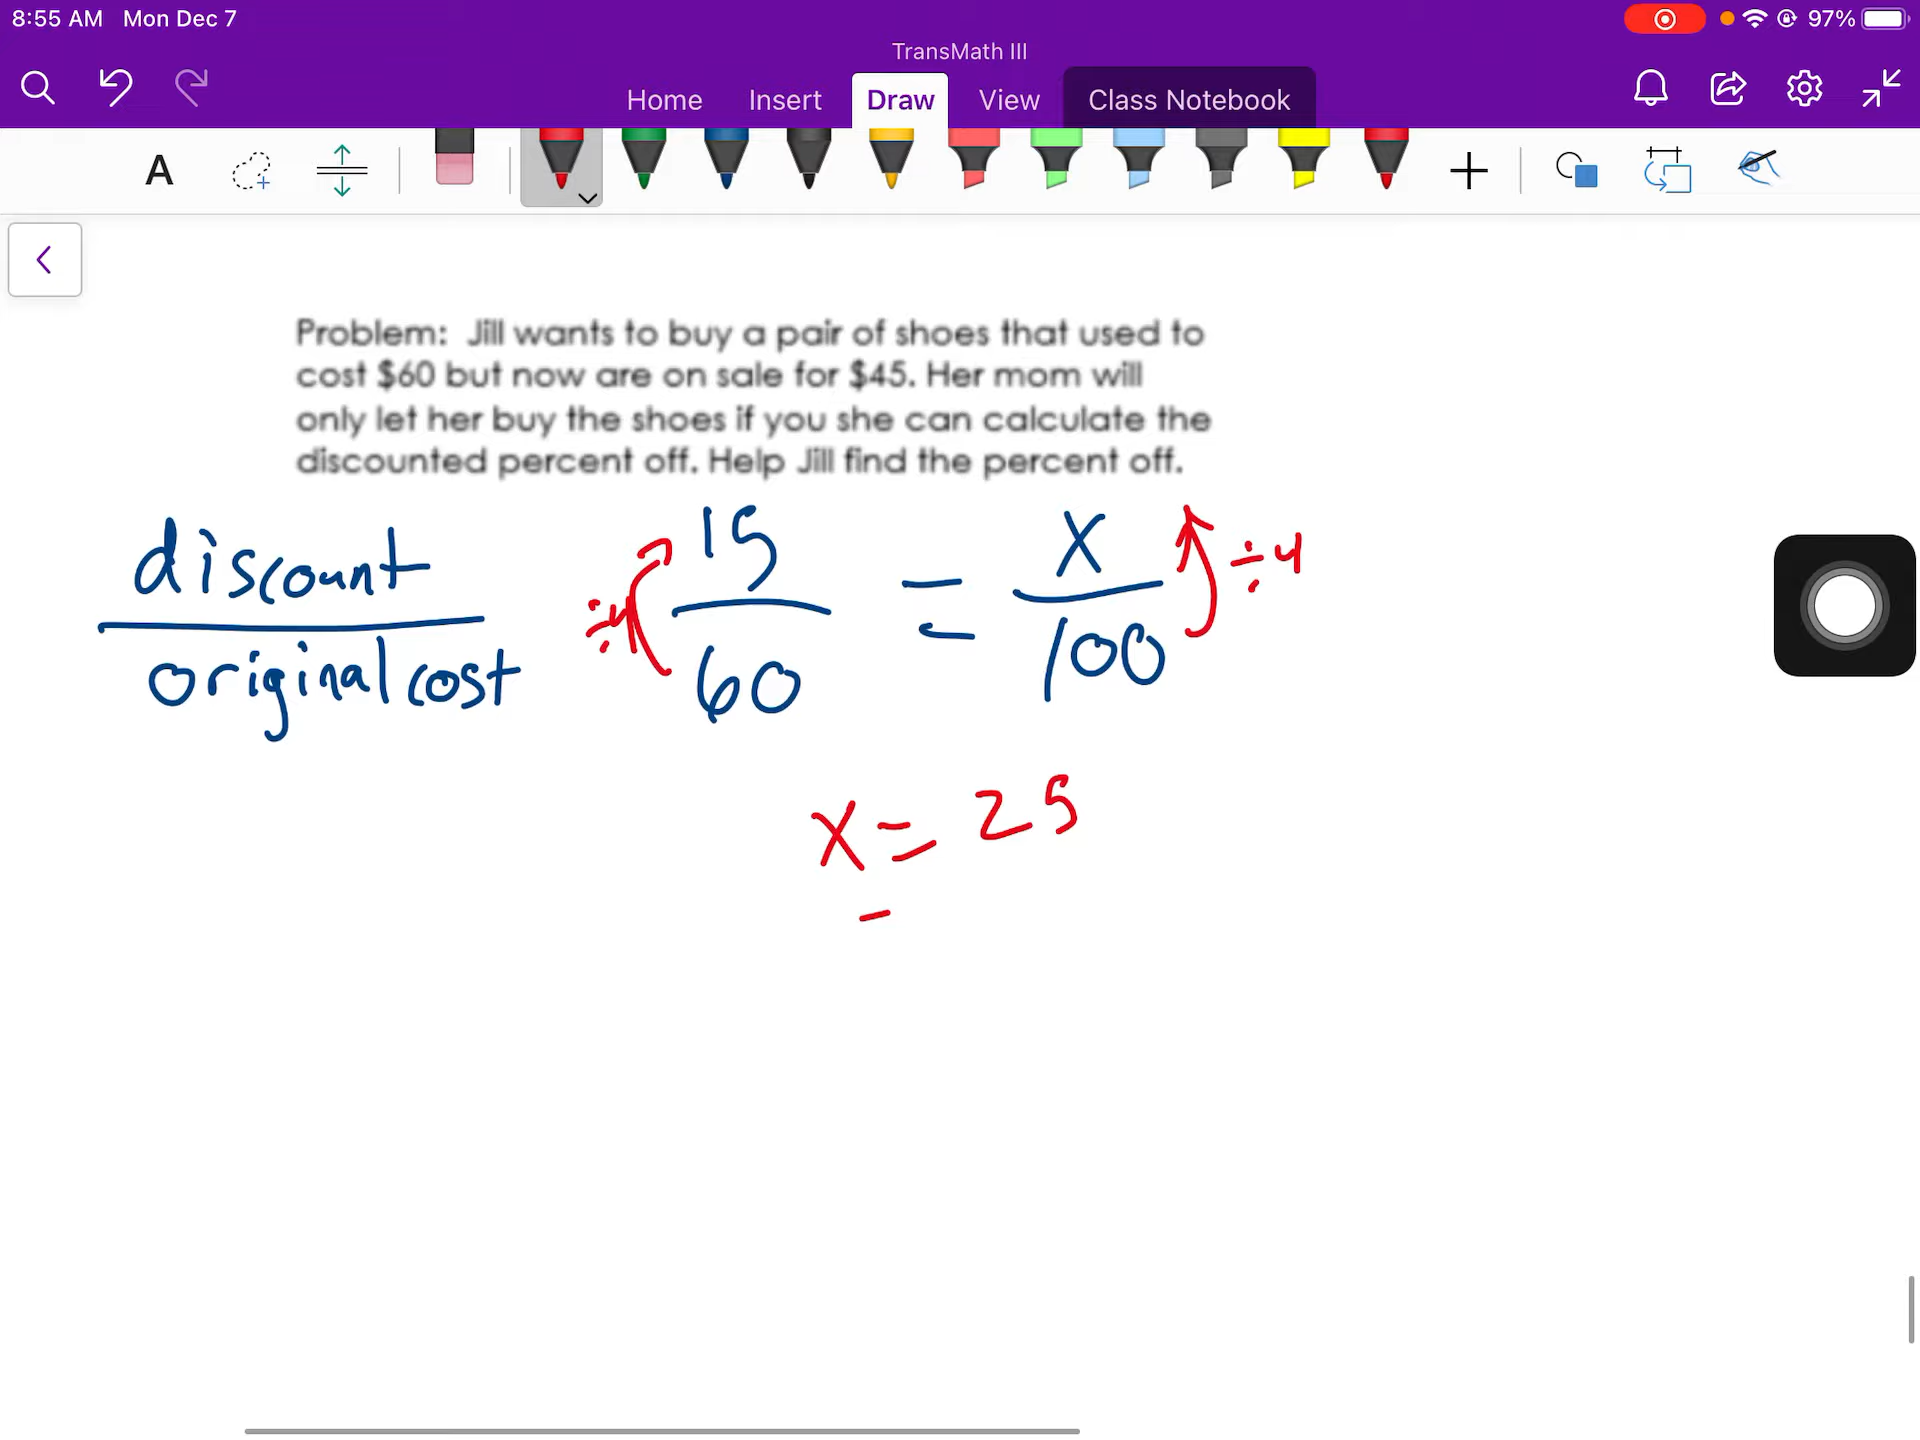 8:55 AM Mon Dec 7
97%
TransMath III
Home Insert Draw View Class Notebook
A
Problem: Jill wants to buy a pair of shoes that used to
cost $60 but now are on sale for $45. Her mom will
only let her buy the shoes if you she can calculate the
discounted percent off. Help Jill find the percent off.
discount
original cost
÷4
15
60
=
x
100
÷4
x = 25